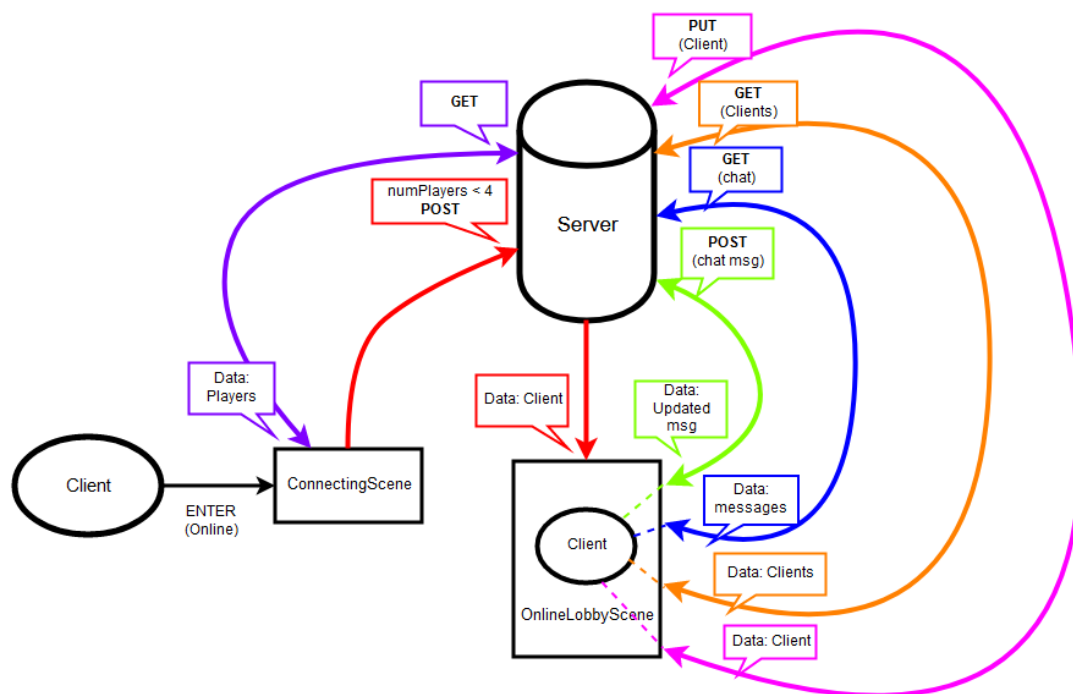 PUT
(Client)
GET
GET
(Clients)
GET
(chat)
numPlayers < 4
POST
Server
POST
(chat msg)
Data:
Players
Data: Client
Data:
Updated
msg
Client
ENTER
(Online)
ConnectingScene
Data:
messages
Client
Data: Clients
OnlineLobbyScene
Data: Client